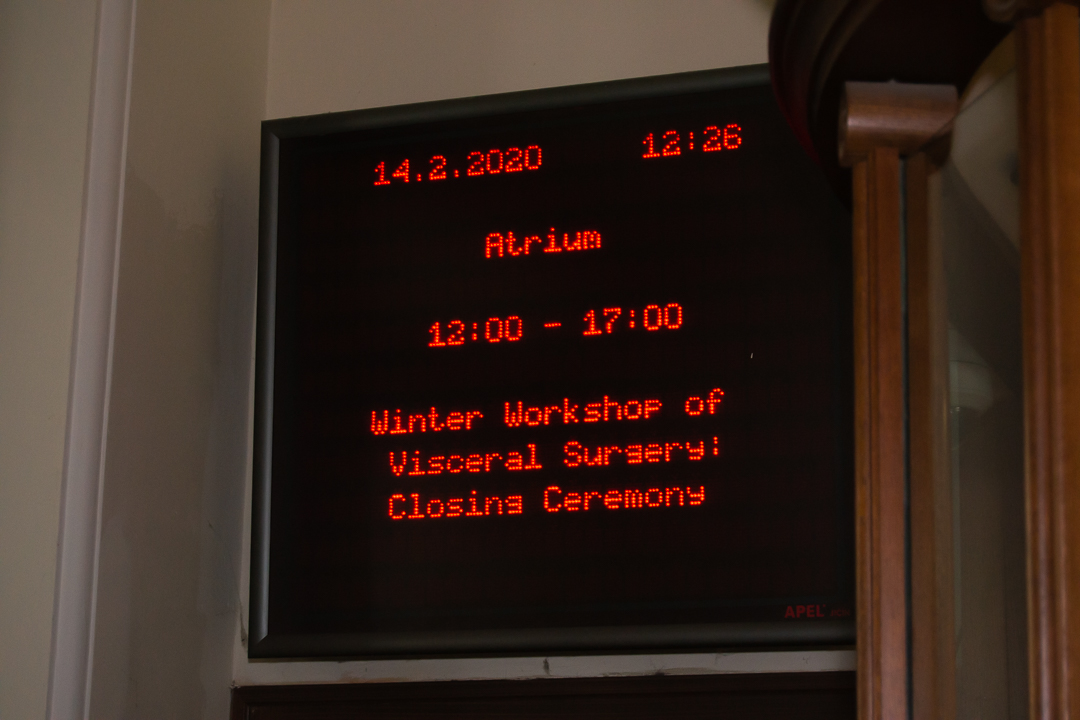 14.2.2020 12:26
Atrium
12:00 - 17:00
Winter Workshop of
Visceral Surgery:
Closing Ceremony
APEL